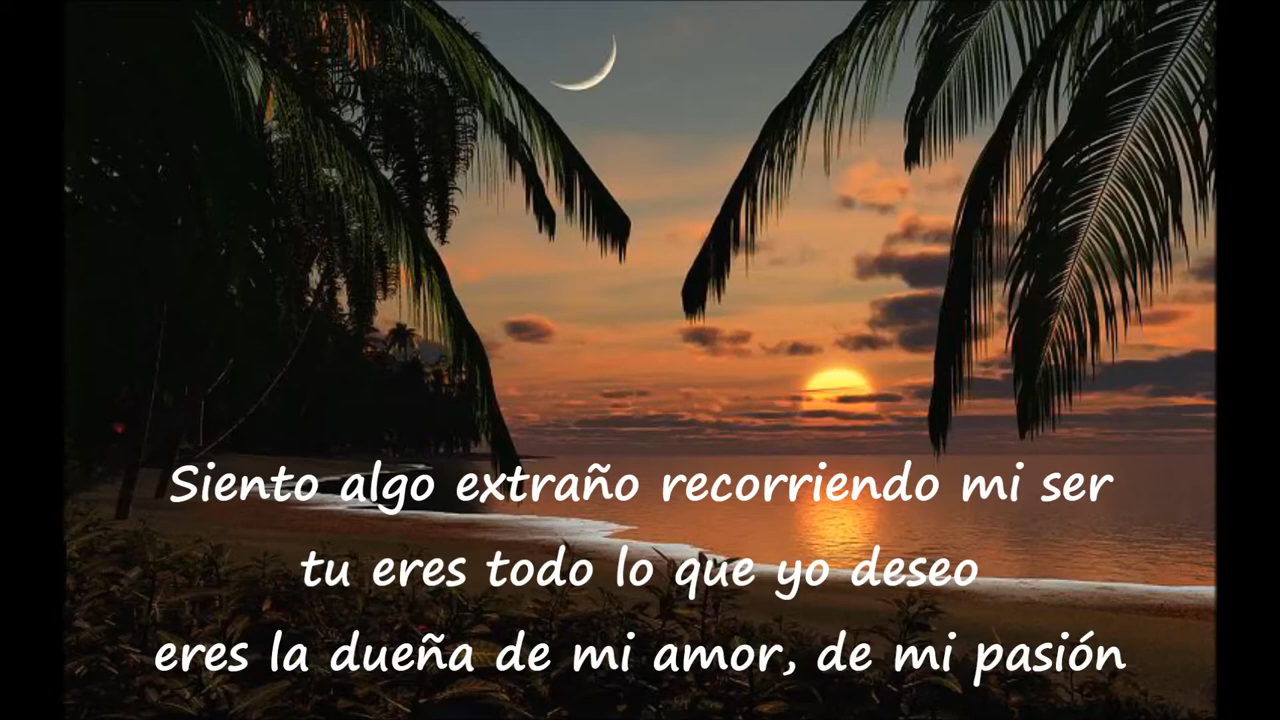 Siento algo extraño recorriendo mi ser
tu eres todo lo que yo deseo
eres la dueña de mi amor, de mi pasión